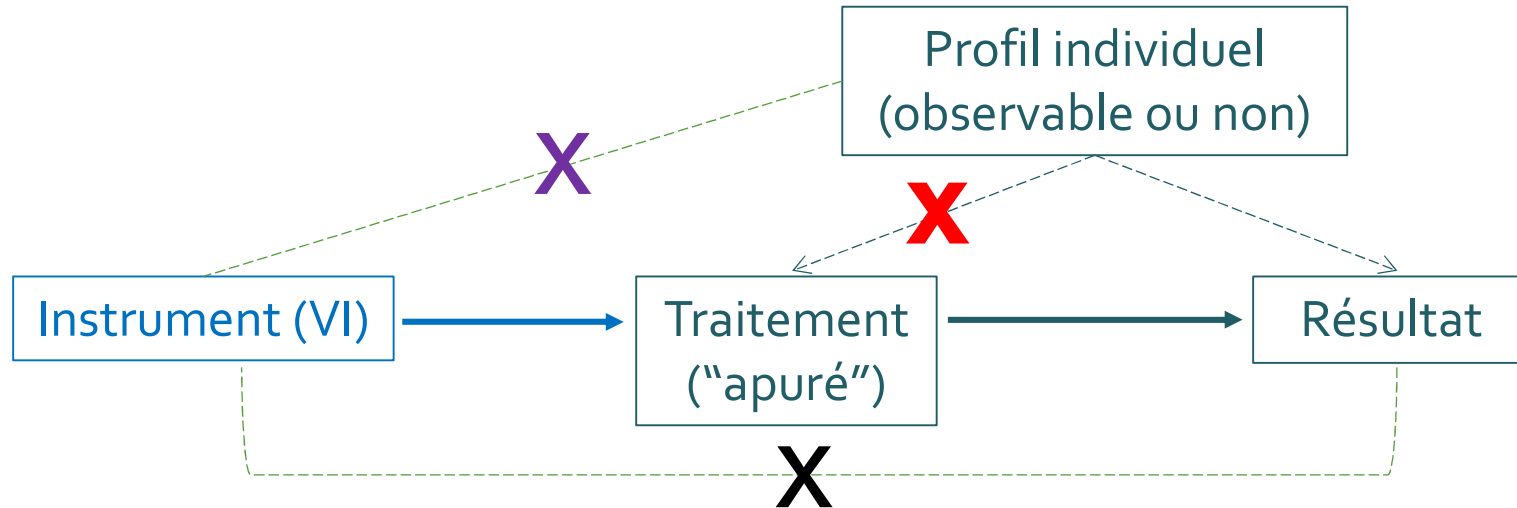 Profil individuel
(observable ou non)
X
X
Instrument (VI)
Traitement
("apuré")
Résultat
X